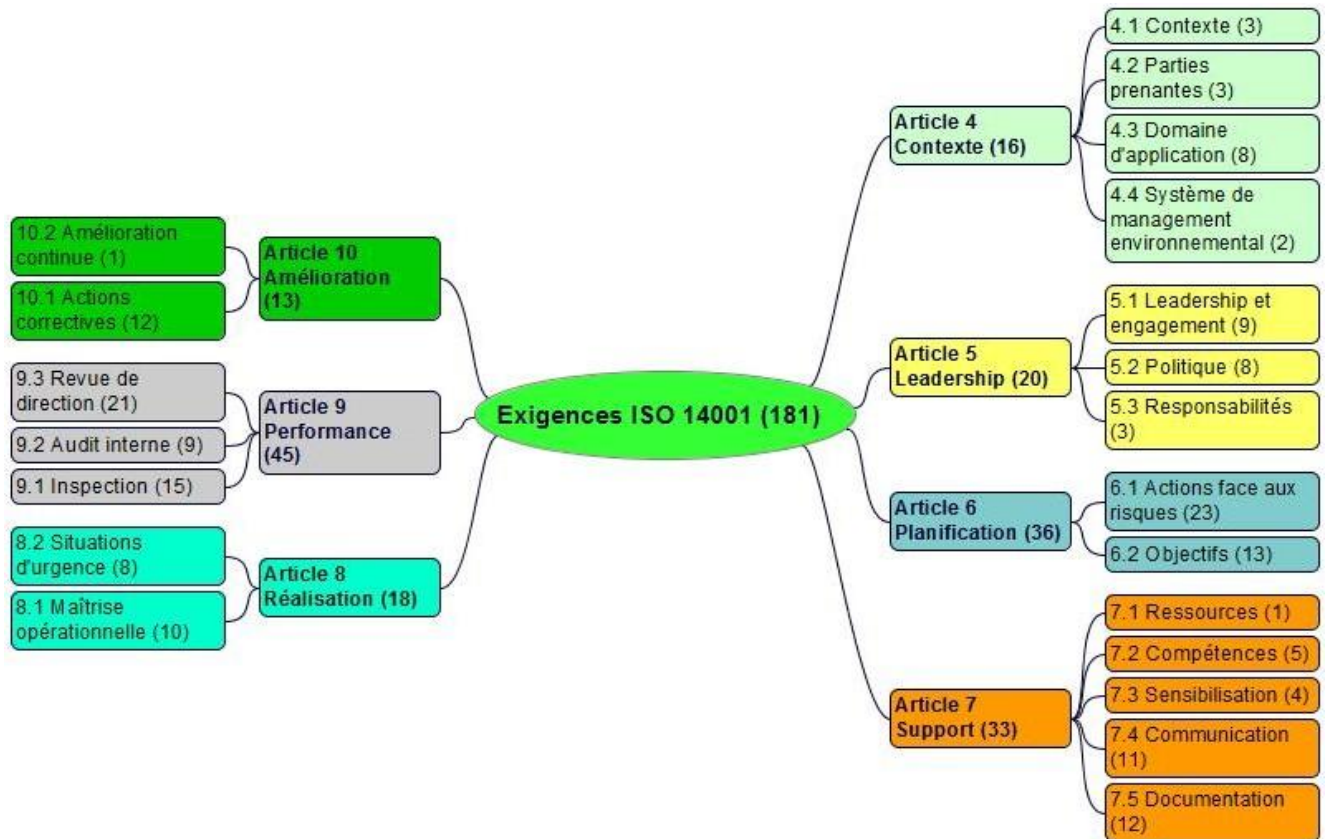 Exigences ISO 14001 (181)
Article 4
Contexte (16)
4.1 Contexte (3)
4.2 Parties
prenantes (3)
4.3 Domaine
d'application (8)
4.4 Système de
management
environnemental (2)
Article 5
Leadership (20)
5.1 Leadership et
engagement (9)
5.2 Politique (8)
5.3 Responsabilités
(3)
Article 6
Planification (36)
6.1 Actions face aux
risques (23)
6.2 Objectifs (13)
Article 7
Support (33)
7.1 Ressources (1)
7.2 Compétences (5)
7.3 Sensibilisation (4)
7.4 Communication
(11)
7.5 Documentation
(12)
Article 8
Réalisation (18)
8.2 Situations
d'urgence (8)
8.1 Maîtrise
opérationnelle (10)
Article 9
Performance
(45)
9.3 Revue de
direction (21)
9.2 Audit interne (9)
9.1 Inspection (15)
Article 10
Amélioration
(13)
10.2 Amélioration
continue (1)
10.1 Actions
correctives (12)